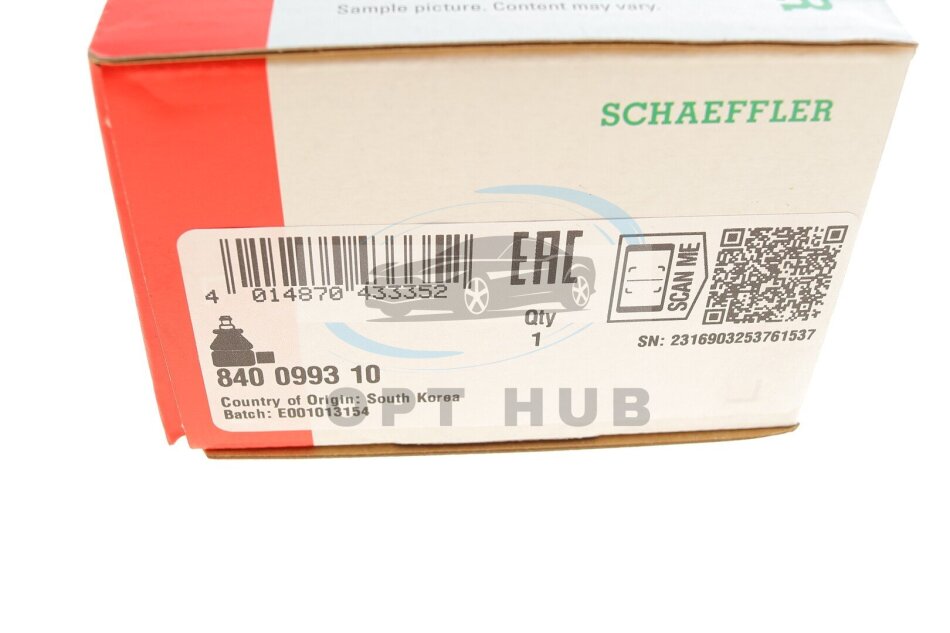 Sample picture. Content may vary.
R
SCHAEFFLER
EAC
SCAN ME
4 014870 433352
Qty
1
SN: 2316903253761537
840 0993 10
Country of Origin: South Korea
Batch: E001013154
OPT HUB